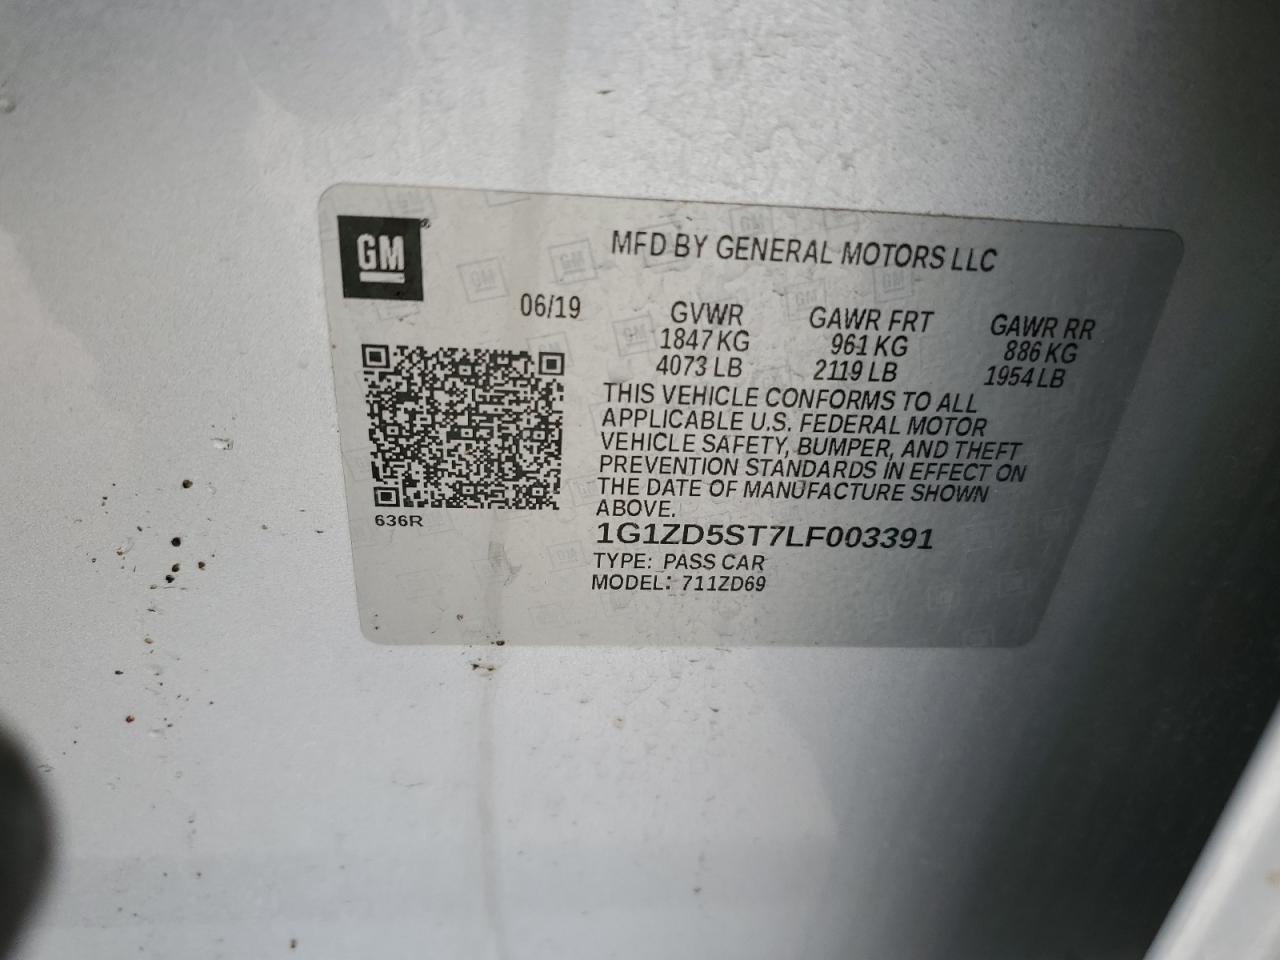 GM
MFD BY GENERAL MOTORS LLC
06/19
GVWR GAWR FRT GAWR RR
1847 KG 961 KG 886 KG
4073 LB 2119 LB 1954 LB
THIS VEHICLE CONFORMS TO ALL
APPLICABLE U.S. FEDERAL MOTOR
VEHICLE SAFETY, BUMPER, AND THEFT
PREVENTION STANDARDS IN EFFECT ON
THE DATE OF MANUFACTURE SHOWN
ABOVE.
636R
1G1ZD5ST7LF003391
TYPE: PASS CAR
MODEL: 711ZD69